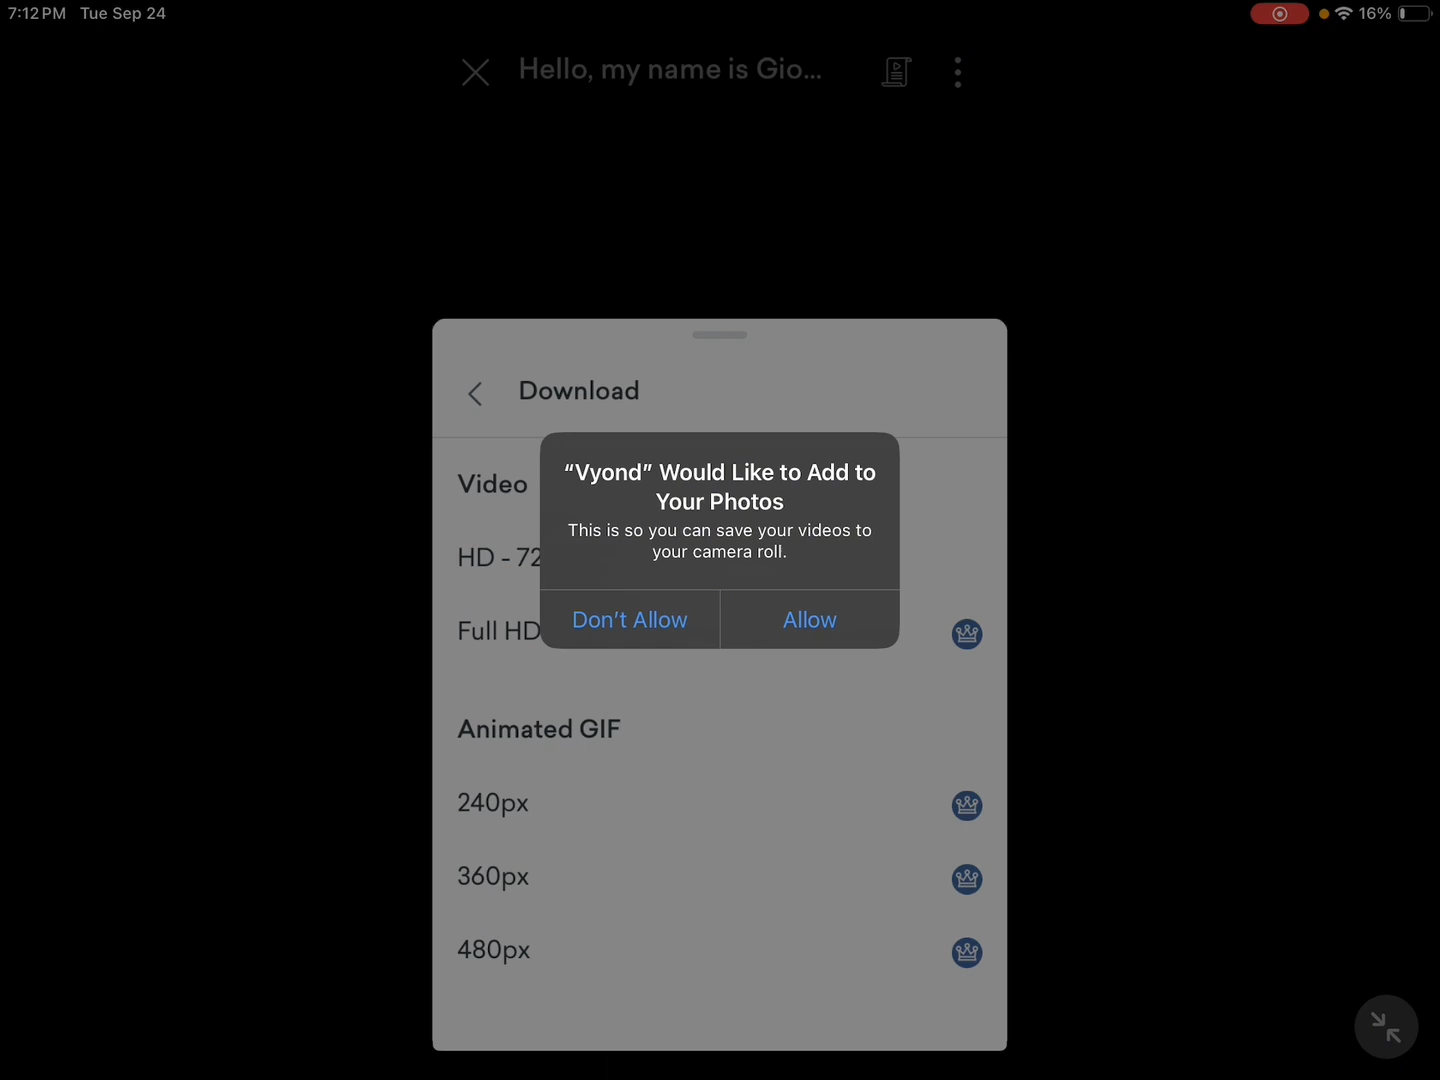 7:12 PM Tue Sep 24
16%
Hello, my name is Gio...
Download
“Vyond” Would Like to Add to
Your Photos
This is so you can save your videos to
your camera roll.
Don’t Allow
Allow
Video
HD - 72
Full HD
Animated GIF
240px
360px
480px